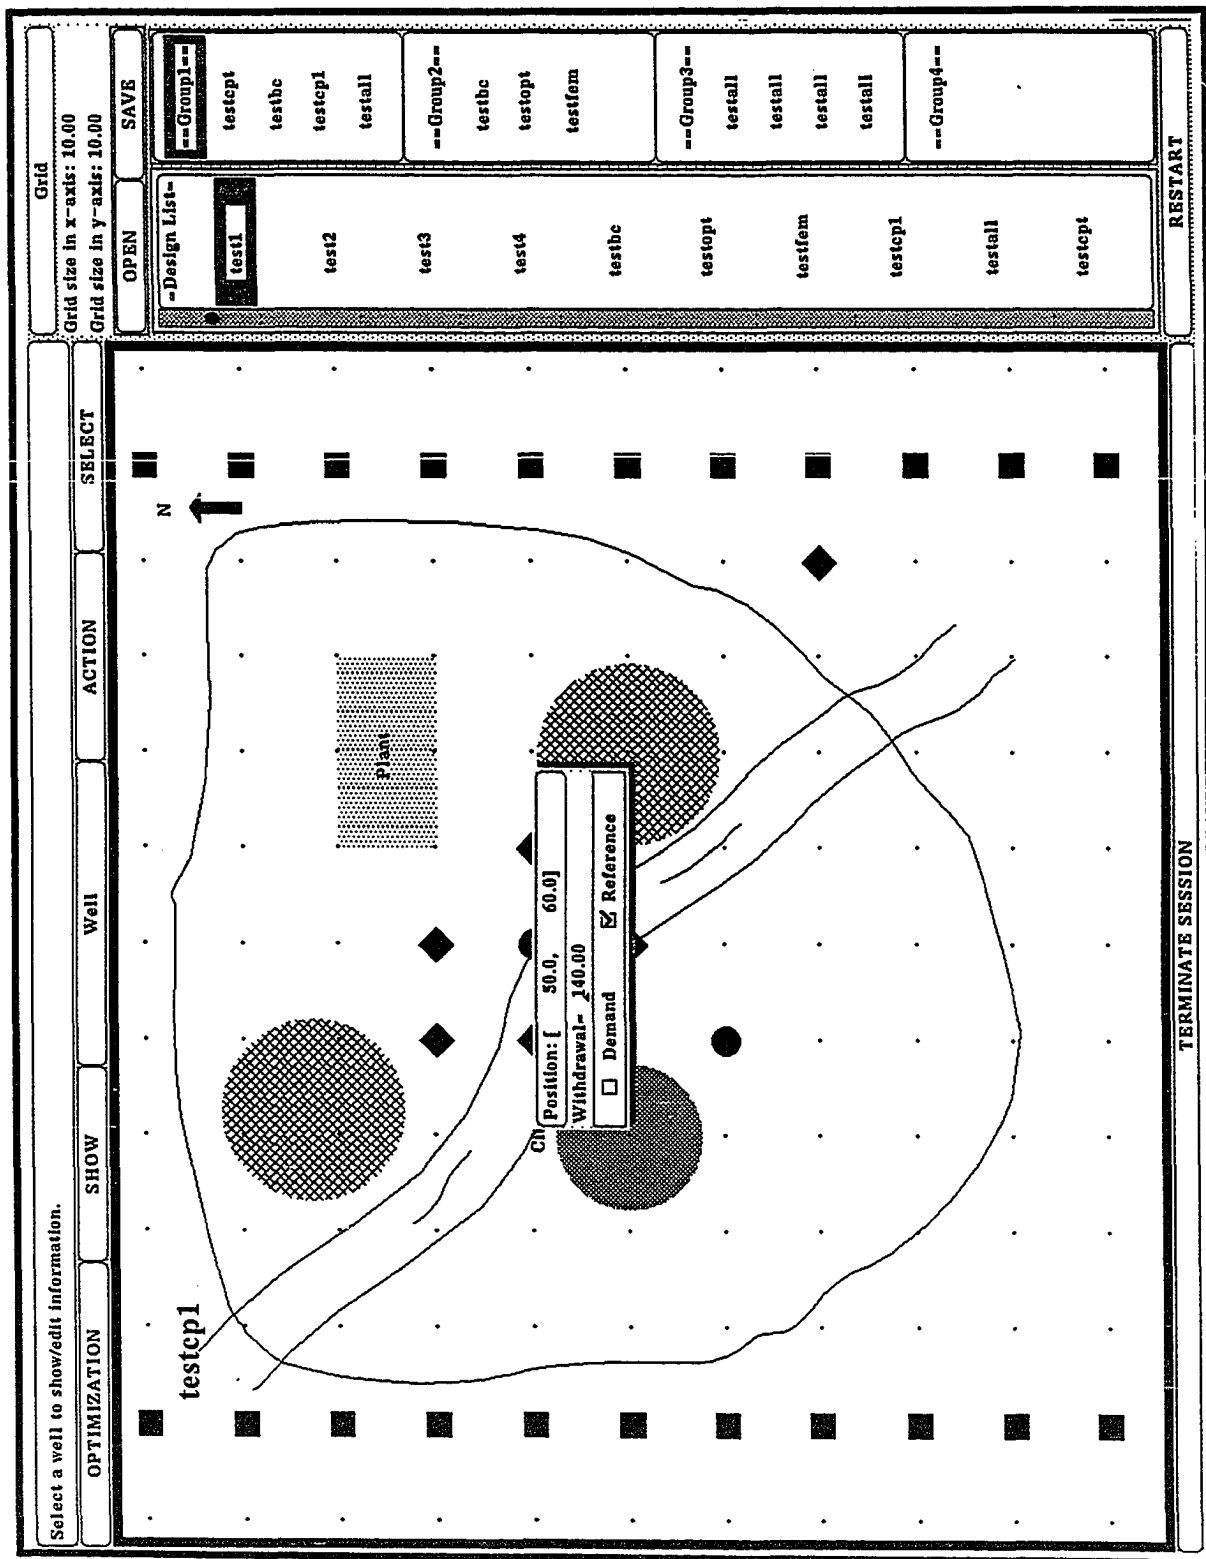 Select a well to show/edit information.
Grid
Grid size in x-axis: 10.00
Grid size in y-axis: 10.00
OPTIMIZATION
SHOW
Well
ACTION
SELECT
OPEN
SAVE
testcp1
N
Plant
Position: [ 50.0, 60.0]
Withdrawal= 140.00
Demand
Reference
=Design List=
test1
test2
test3
test4
testbc
testopt
testfem
testcp1
testall
testcpt
==Group1==
testcpt
testbc
testcp1
testall
==Group2==
testbc
testopt
testfem
==Group3==
testall
testall
testall
testall
==Group4==
TERMINATE SESSION
RESTART